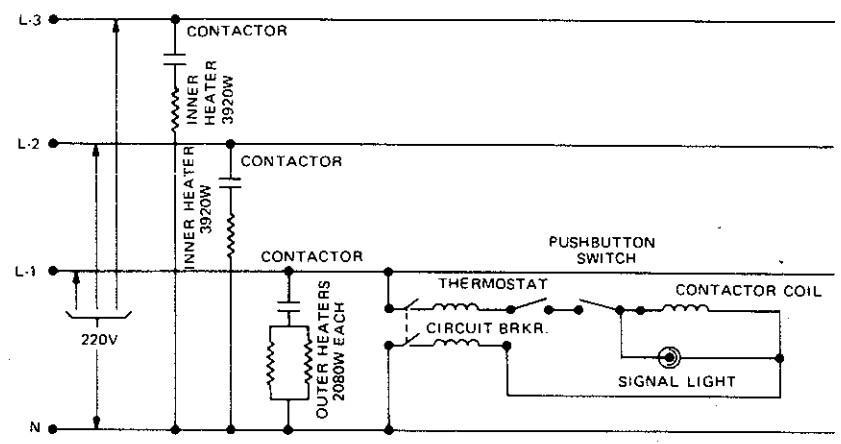 L-3
CONTACTOR
INNER
HEATER
3920W
L-2
CONTACTOR
INNER HEATER
3920W
PUSHBUTTON
SWITCH
L-1
CONTACTOR
THERMOSTAT
CONTACTOR COIL
OUTER HEATERS
2080W EACH
CIRCUIT BRKR.
220V
SIGNAL LIGHT
N